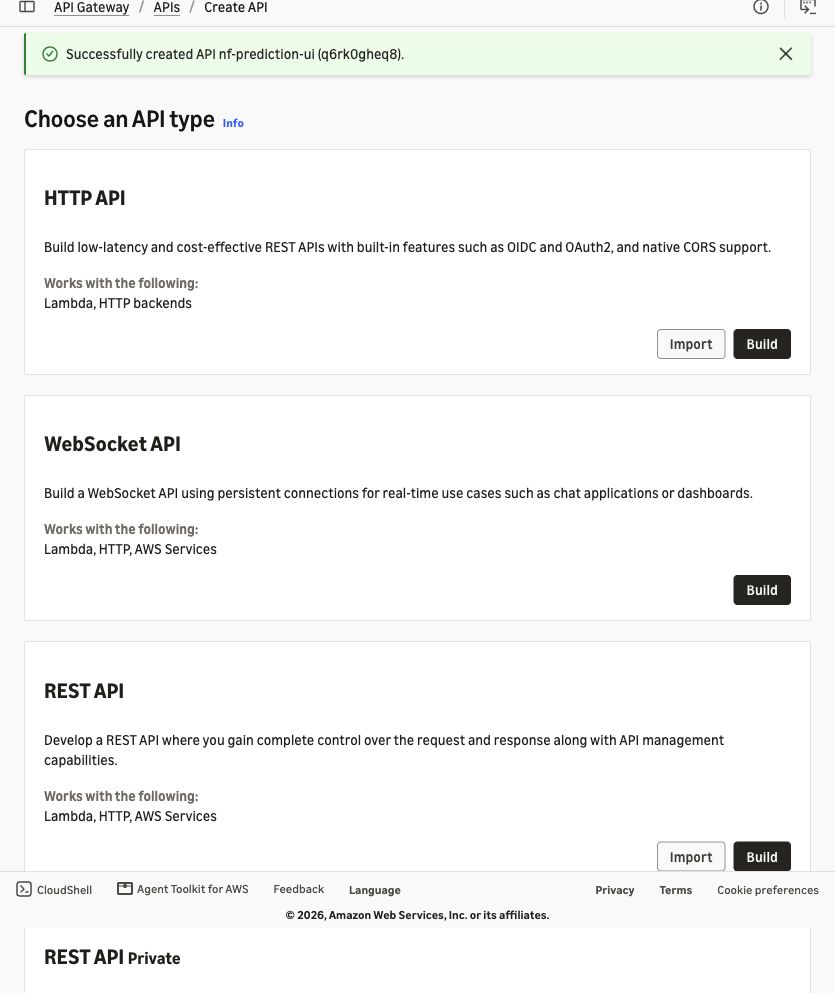 API Gateway / APIs / Create API
Successfully created API nf-prediction-ui (q6rk0gheq8).
Choose an API type Info
HTTP API
Build low-latency and cost-effective REST APIs with built-in features such as OIDC and OAuth2, and native CORS support.
Works with the following:
Lambda, HTTP backends
Import Build
WebSocket API
Build a WebSocket API using persistent connections for real-time use cases such as chat applications or dashboards.
Works with the following:
Lambda, HTTP, AWS Services
Build
REST API
Develop a REST API where you gain complete control over the request and response along with API management
capabilities.
Works with the following:
Lambda, HTTP, AWS Services
Import Build
CloudShell Agent Toolkit for AWS Feedback Language Privacy Terms Cookie preferences
© 2026, Amazon Web Services, Inc. or its affiliates.
REST API Private